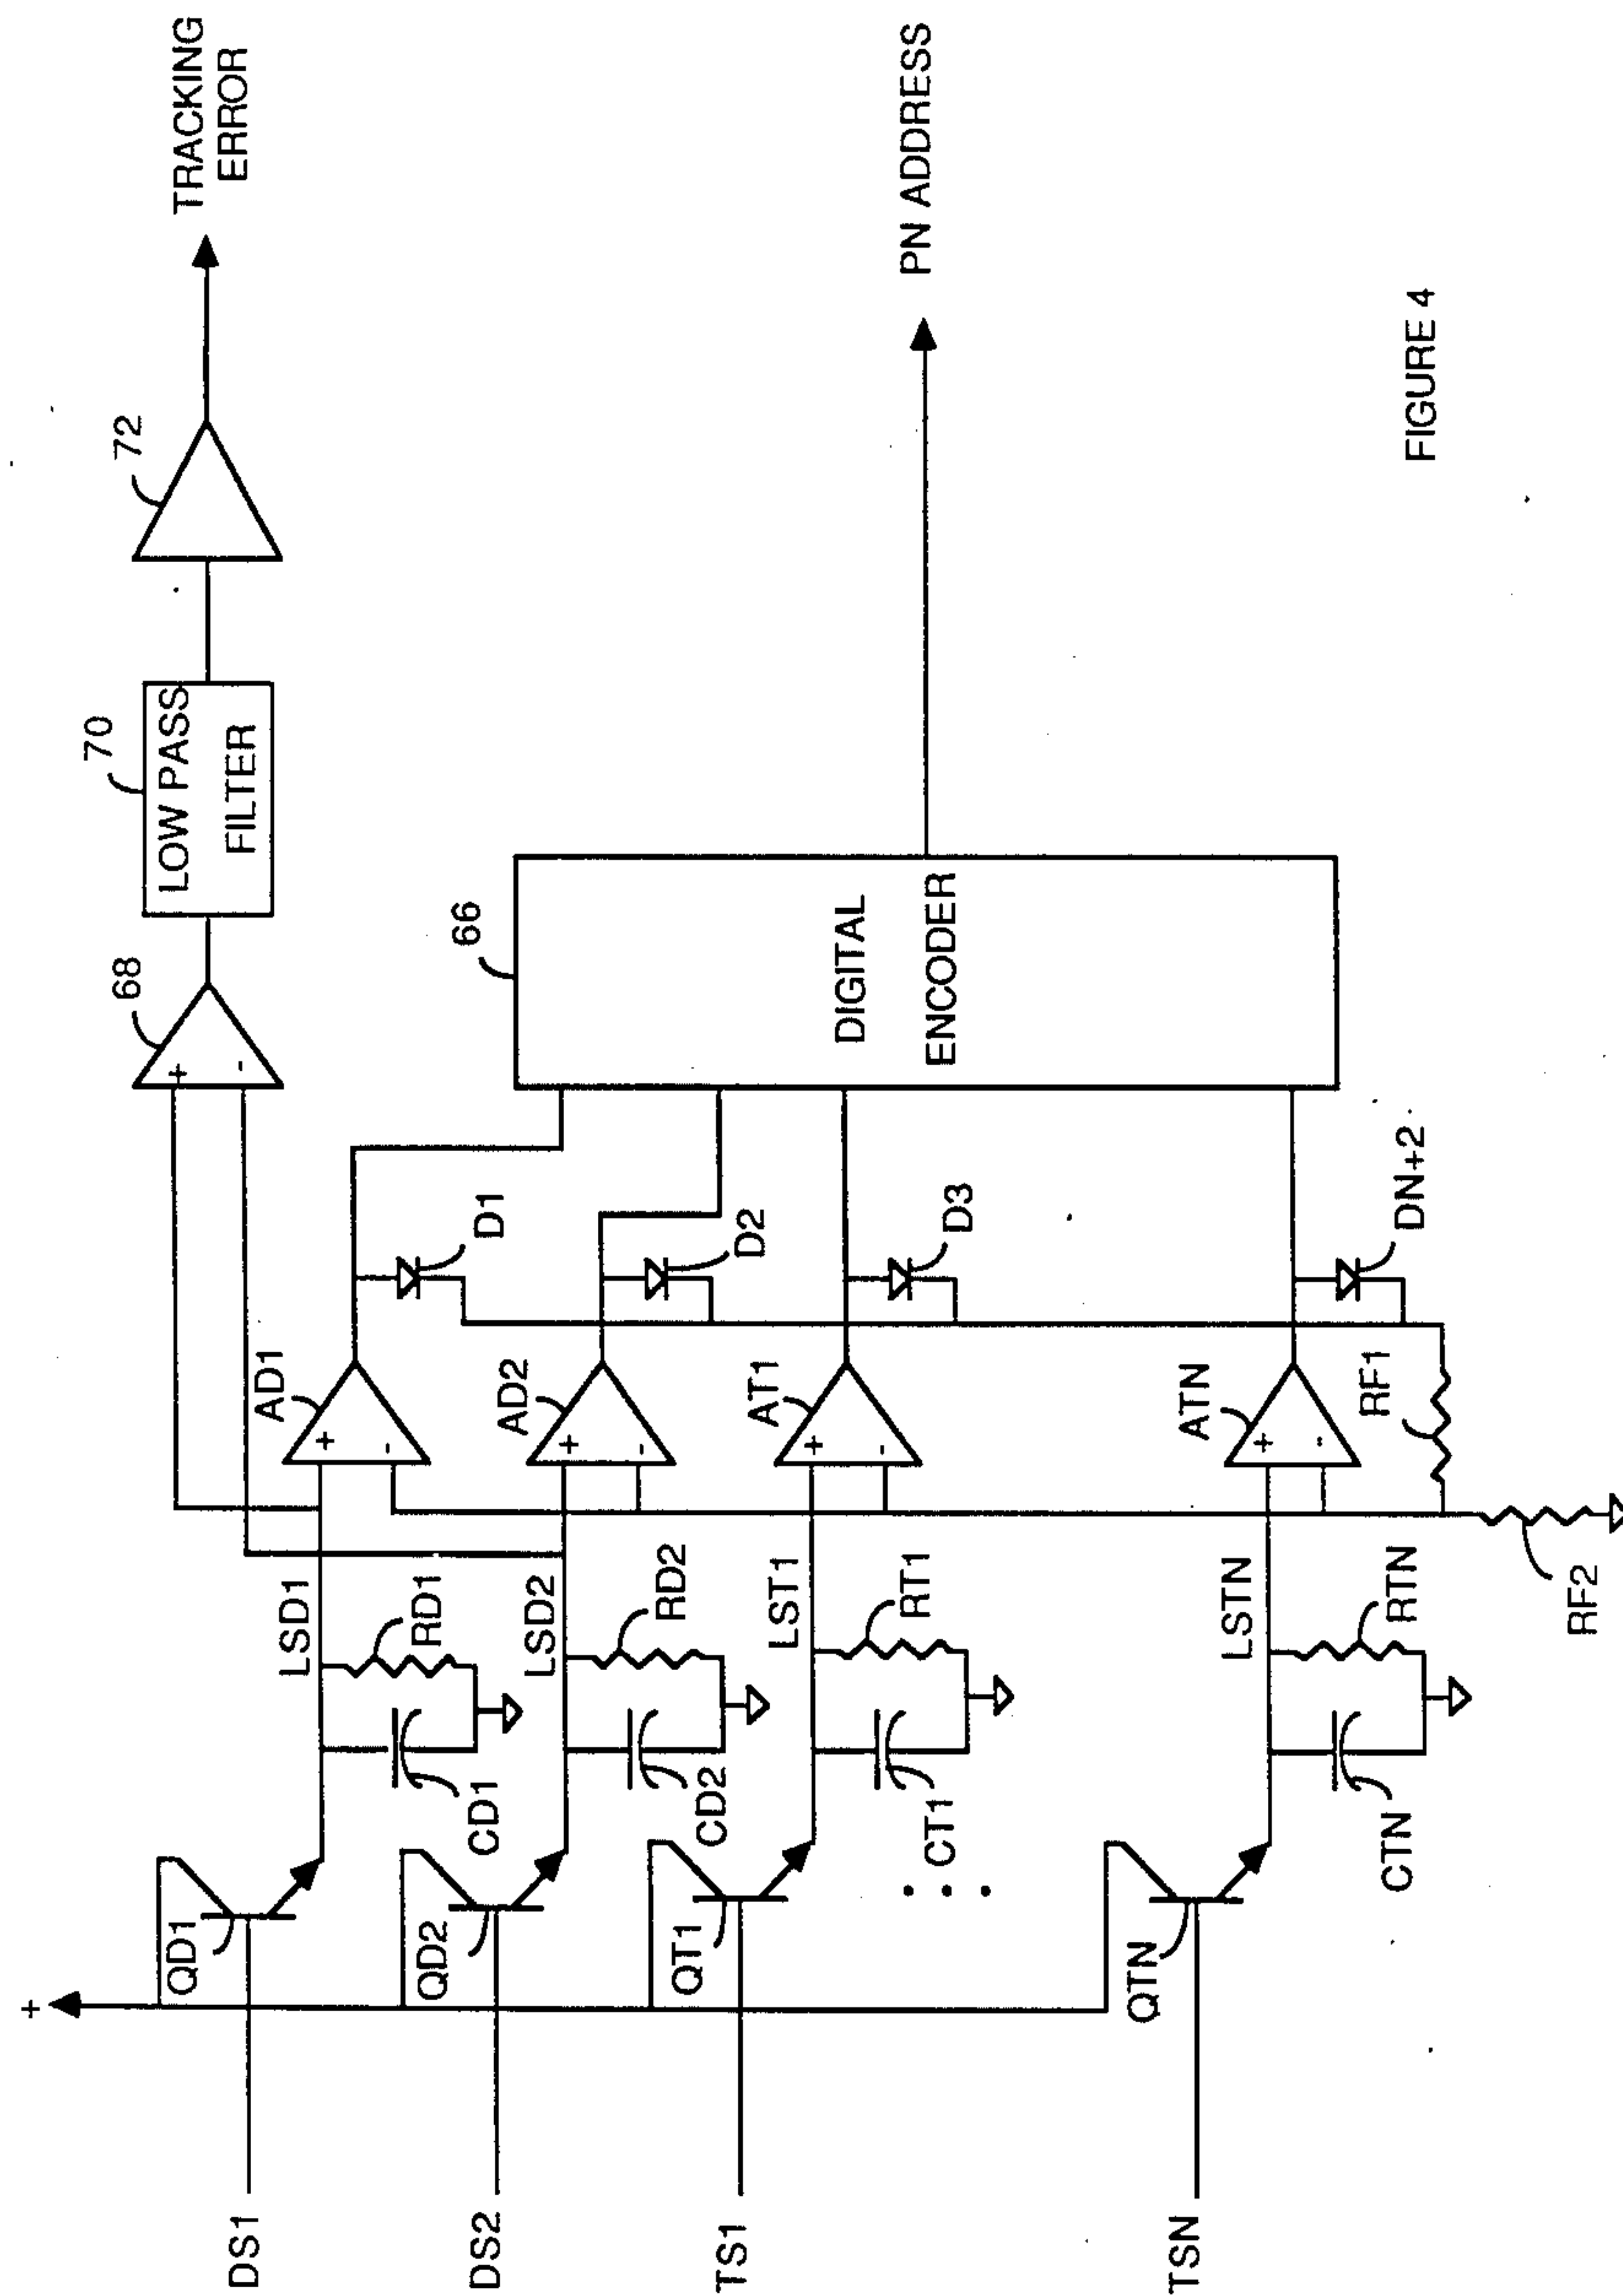 +
TRACKING
ERROR
72
70
LOW PASS
FILTER
68
+
-
66
DIGITAL
ENCODER
PN ADDRESS
DS1
QD1
CD1
LSD1
RD1
AD1
+
-
D1
DS2
QD2
CD2
LSD2
RD2
AD2
+
-
D2
TS1
QT1
CT1
LST1
RT1
AT1
+
-
D3
TSN
QTN
CTN
LSTN
RTN
ATN
+
-
DN+2
RF1
RF2
FIGURE 4